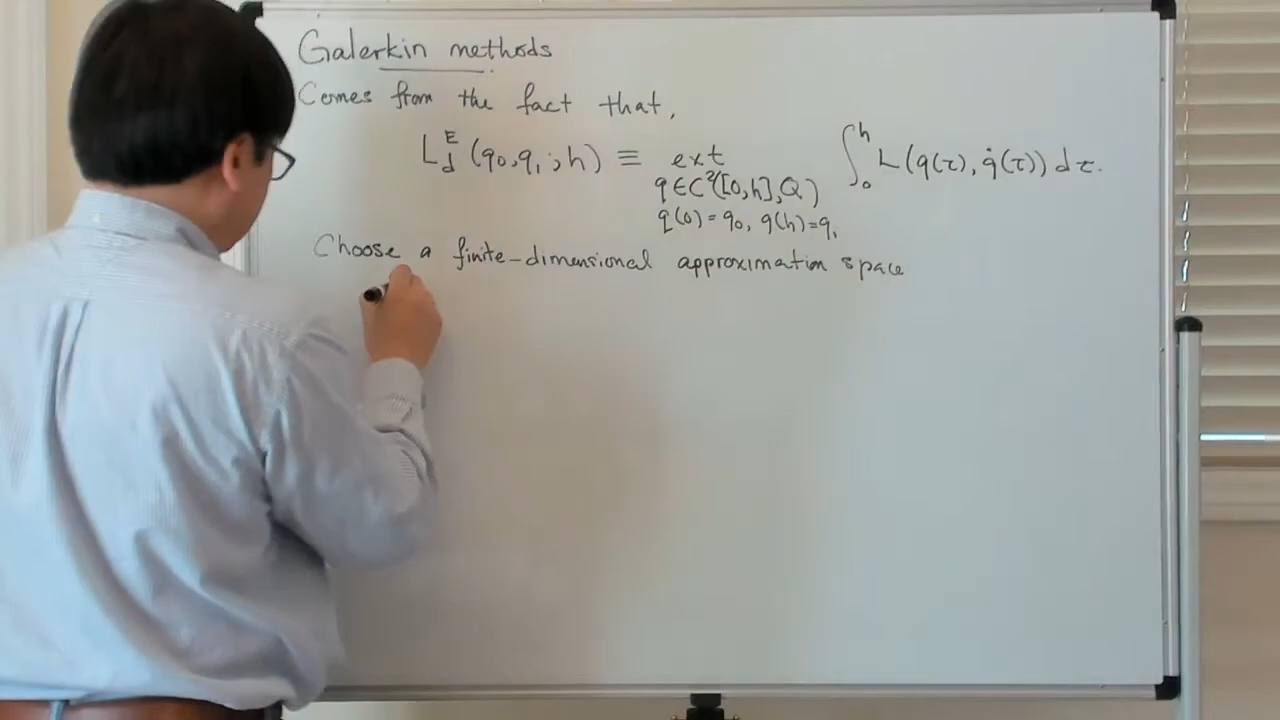 Galerkin methods
Comes from the fact that,
L_d^E (q_0, q_1; h) ≡ ext ∫_0^h L(q(τ), q̇(τ)) dτ.
q∈C²([0,h],Q)
q(0)=q_0, q(h)=q_1
Choose a finite-dimensional approximation space